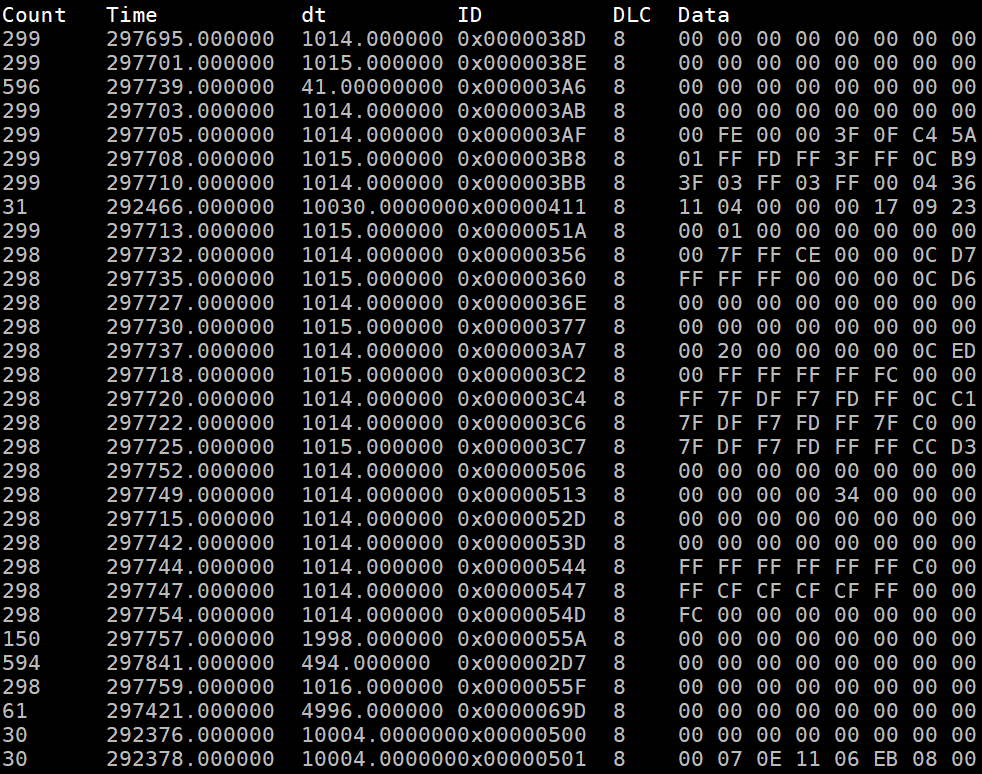 Count Time dt ID DLC Data
299 297695.000000 1014.000000 0x0000038D 8 00 00 00 00 00 00 00 00
299 297701.000000 1015.000000 0x0000038E 8 00 00 00 00 00 00 00 00
596 297739.000000 41.00000000 0x000003A6 8 00 00 00 00 00 00 00 00
299 297703.000000 1014.000000 0x000003AB 8 00 00 00 00 00 00 00 00
299 297705.000000 1014.000000 0x000003AF 8 00 FE 00 00 3F 0F C4 5A
299 297708.000000 1015.000000 0x000003B8 8 01 FF FD FF 3F FF 0C B9
299 297710.000000 1014.000000 0x000003BB 8 3F 03 FF 03 FF 00 04 36
31 292466.000000 10030.0000000x00000411 8 11 04 00 00 00 17 09 23
299 297713.000000 1015.000000 0x0000051A 8 00 01 00 00 00 00 00 00
298 297732.000000 1014.000000 0x00000356 8 00 7F FF CE 00 00 0C D7
298 297735.000000 1015.000000 0x00000360 8 FF FF FF 00 00 00 0C D6
298 297727.000000 1014.000000 0x0000036E 8 00 00 00 00 00 00 00 00
298 297730.000000 1015.000000 0x00000377 8 00 00 00 00 00 00 00 00
298 297737.000000 1014.000000 0x000003A7 8 00 20 00 00 00 00 0C ED
298 297718.000000 1015.000000 0x000003C2 8 00 FF FF FF FF FC 00 00
298 297720.000000 1014.000000 0x000003C4 8 FF 7F DF F7 FD FF 0C C1
298 297722.000000 1014.000000 0x000003C6 8 7F DF F7 FD FF 7F C0 00
298 297725.000000 1015.000000 0x000003C7 8 7F DF F7 FD FF FF CC D3
298 297752.000000 1014.000000 0x00000506 8 00 00 00 00 00 00 00 00
298 297749.000000 1014.000000 0x00000513 8 00 00 00 00 34 00 00 00
298 297715.000000 1014.000000 0x0000052D 8 00 00 00 00 00 00 00 00
298 297742.000000 1014.000000 0x0000053D 8 00 00 00 00 00 00 00 00
298 297744.000000 1014.000000 0x00000544 8 FF FF FF FF FF FF C0 00
298 297747.000000 1014.000000 0x00000547 8 FF CF CF CF CF FF 00 00
298 297754.000000 1014.000000 0x0000054D 8 FC 00 00 00 00 00 00 00
150 297757.000000 1998.000000 0x0000055A 8 00 00 00 00 00 00 00 00
594 297841.000000 494.000000 0x000002D7 8 00 00 00 00 00 00 00 00
298 297759.000000 1016.000000 0x0000055F 8 00 00 00 00 00 00 00 00
61 297421.000000 4996.000000 0x0000069D 8 00 00 00 00 00 00 00 00
30 292376.000000 10004.0000000x00000500 8 00 00 00 00 00 00 00 00
30 292378.000000 10004.0000000x00000501 8 00 07 0E 11 06 EB 08 00